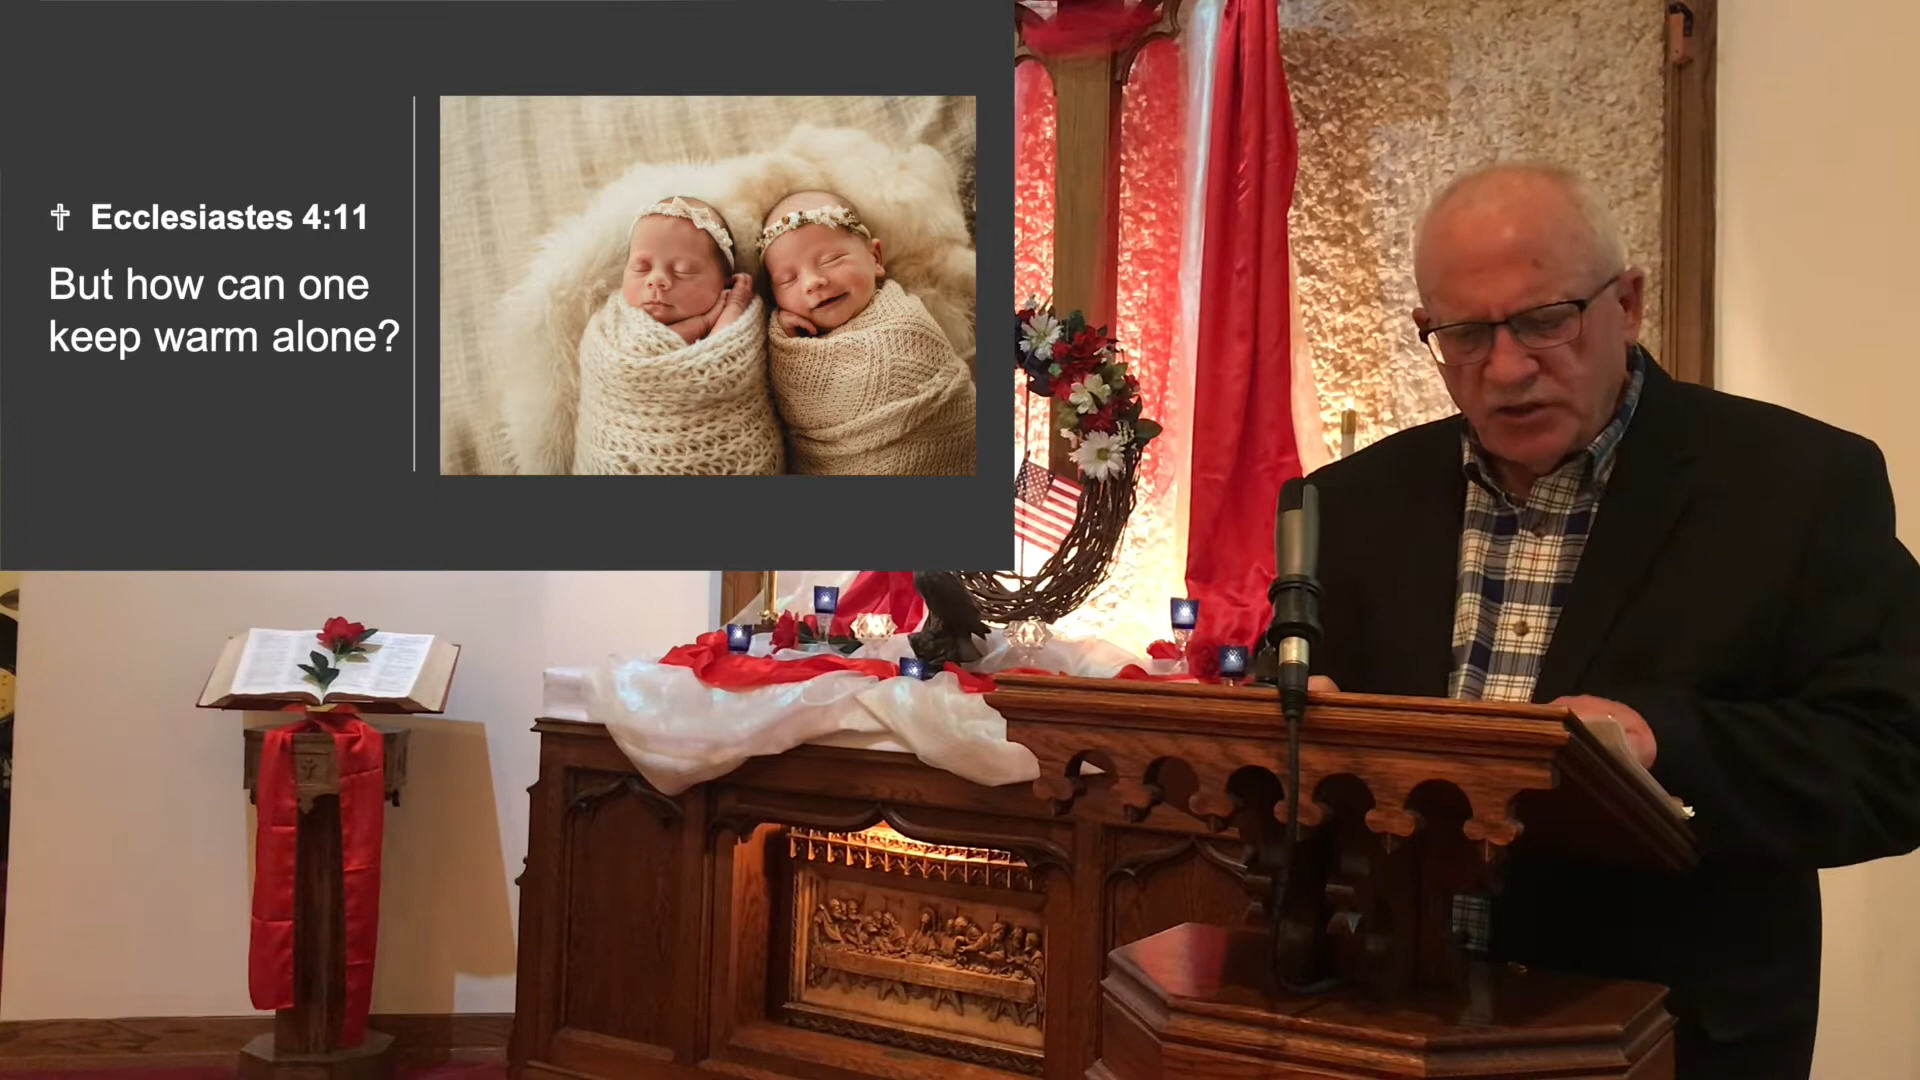 ✞ Ecclesiastes 4:11
But how can one
keep warm alone?